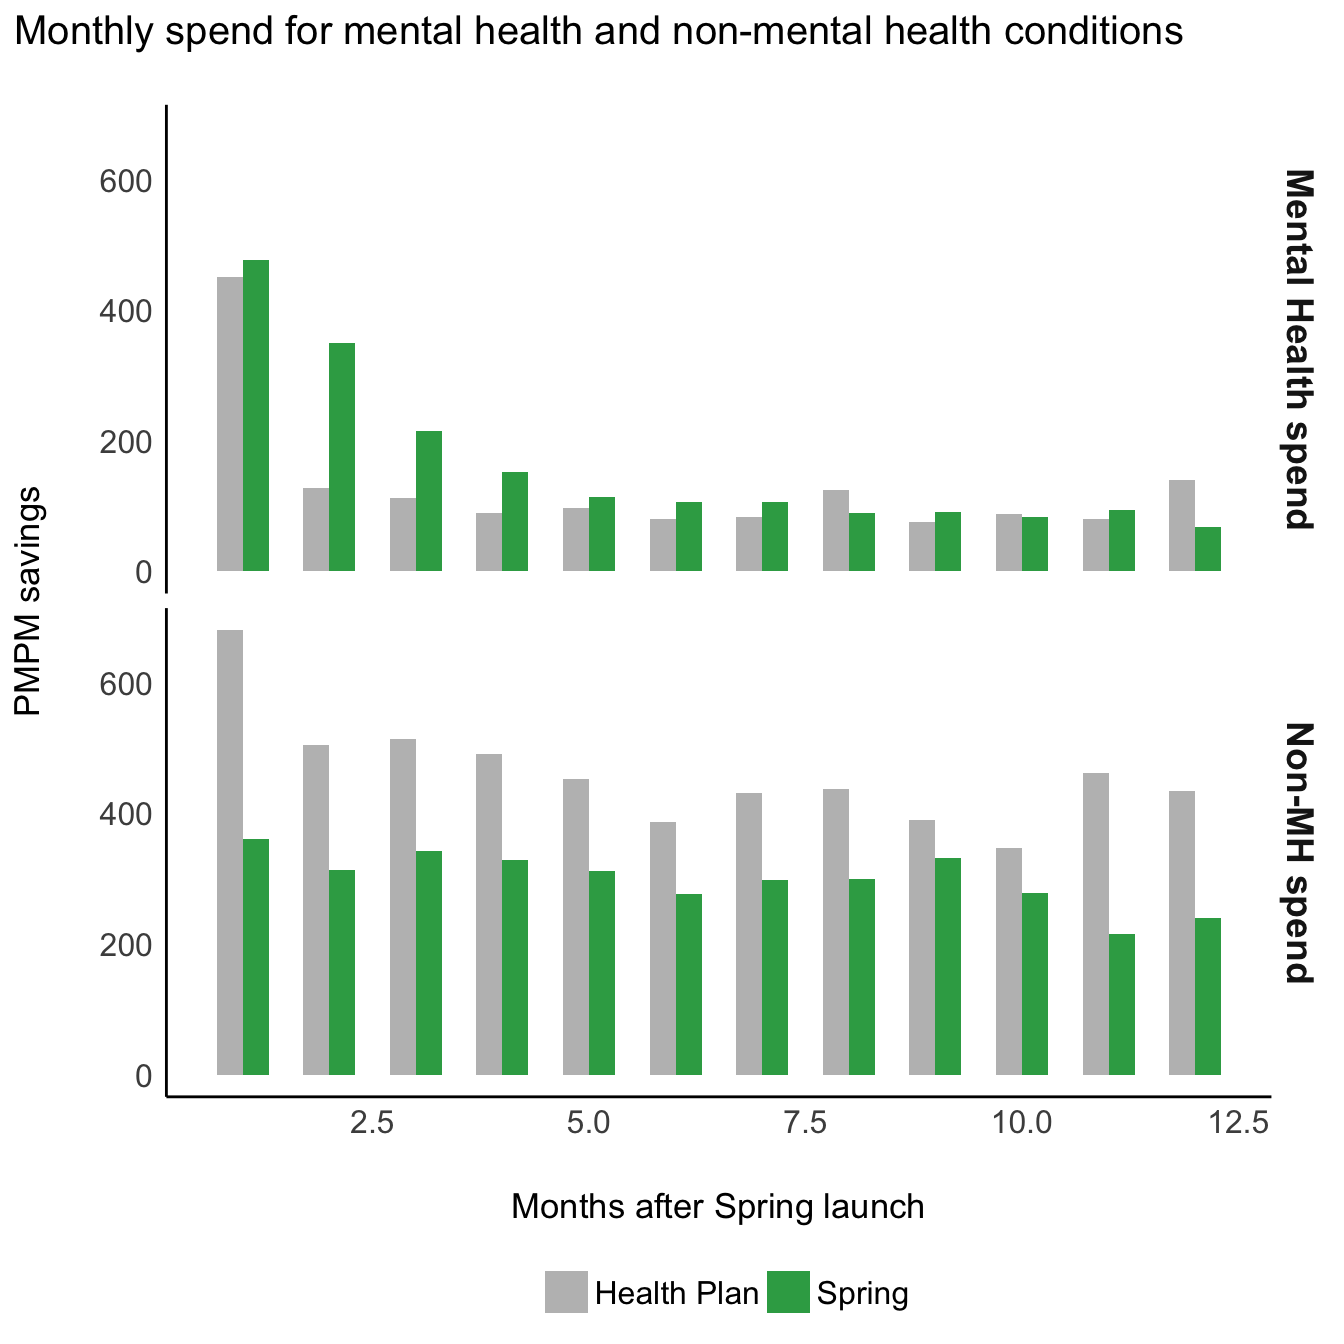 Monthly spend for mental health and non-mental health conditions
600
400
200
0
Mental Health spend
PMPM savings
600
400
200
0
Non-MH spend
2.5 5.0 7.5 10.0 12.5
Months after Spring launch
Health Plan Spring